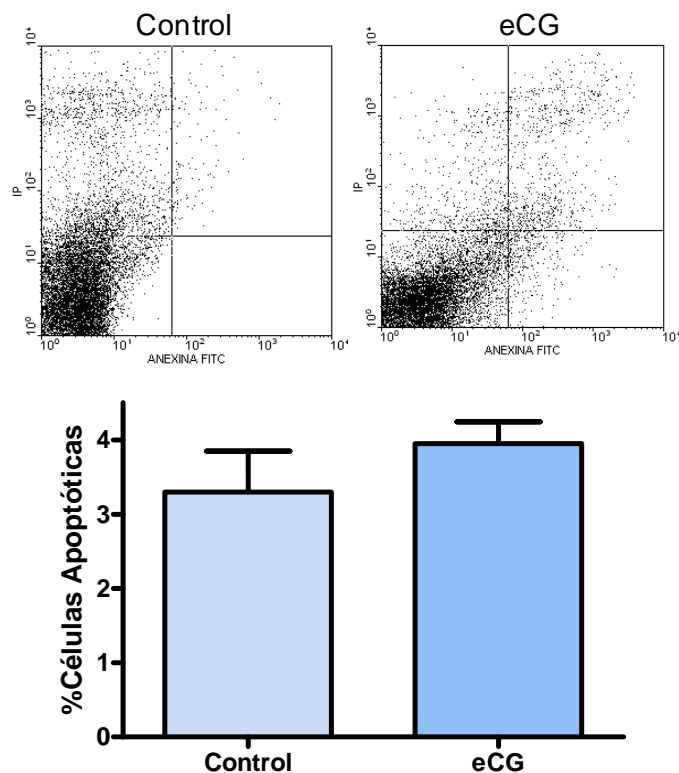 Control
eCG
10⁴
10³
10²
10¹
10⁰
IP
10⁰ 10¹ 10² 10³ 10⁴
ANEXINA FITC
10⁴
10³
10²
10¹
10⁰
IP
10⁰ 10¹ 10² 10³ 10⁴
ANEXINA FITC
%Células Apoptóticas
4
3
2
1
0
Control
eCG